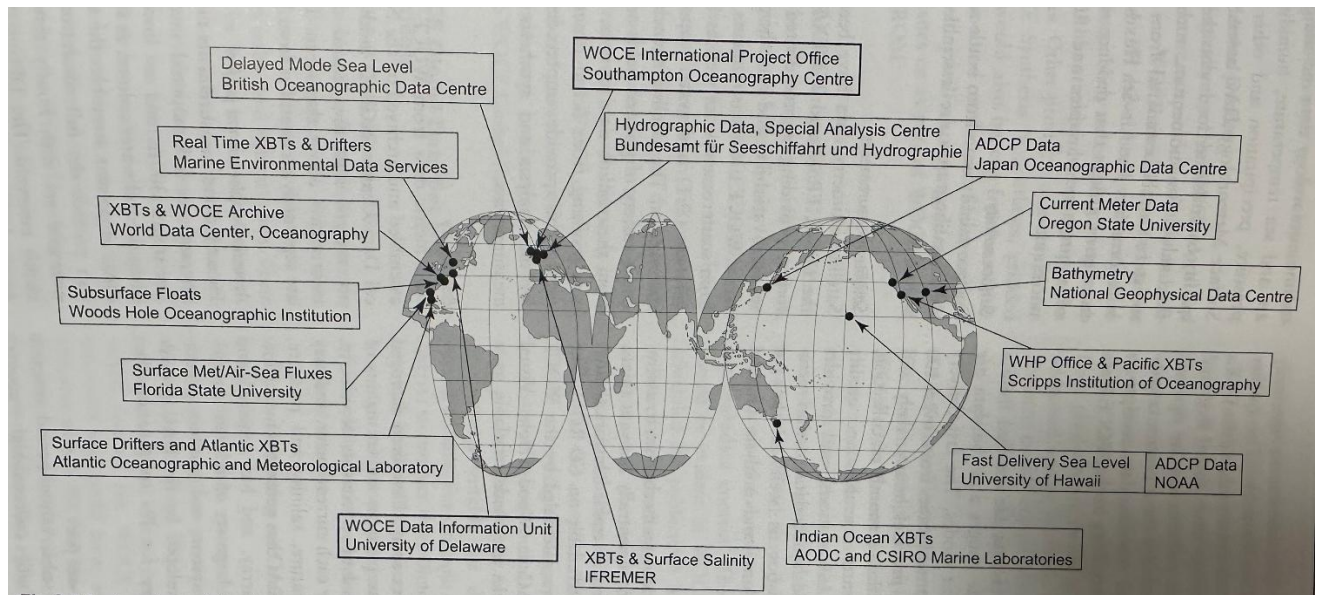 Delayed Mode Sea Level
British Oceanographic Data Centre
WOCE International Project Office
Southampton Oceanography Centre
Real Time XBTs & Drifters
Marine Environmental Data Services
Hydrographic Data, Special Analysis Centre
Bundesamt für Seeschiffahrt und Hydrographie
ADCP Data
Japan Oceanographic Data Centre
XBTs & WOCE Archive
World Data Center, Oceanography
Current Meter Data
Oregon State University
Subsurface Floats
Woods Hole Oceanographic Institution
Bathymetry
National Geophysical Data Centre
Surface Met/Air-Sea Fluxes
Florida State University
WHP Office & Pacific XBTs
Scripps Institution of Oceanography
Surface Drifters and Atlantic XBTs
Atlantic Oceanographic and Meteorological Laboratory
Fast Delivery Sea Level
University of Hawaii
ADCP Data
NOAA
WOCE Data Information Unit
University of Delaware
XBTs & Surface Salinity
IFREMER
Indian Ocean XBTs
AODC and CSIRO Marine Laboratories